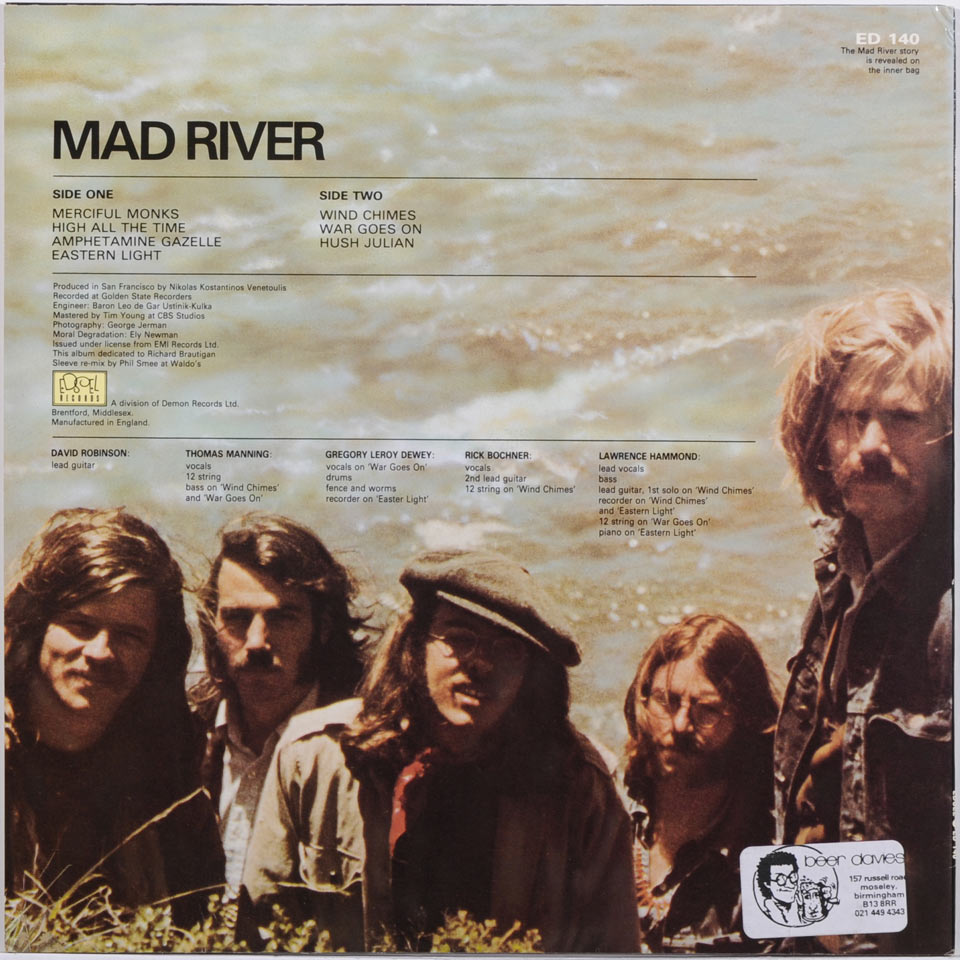 ED 140
The Mad River story
is revealed on
the inner bag
MAD RIVER
SIDE ONE
MERCIFUL MONKS
HIGH ALL THE TIME
AMPHETAMINE GAZELLE
EASTERN LIGHT
SIDE TWO
WIND CHIMES
WAR GOES ON
HUSH JULIAN
Produced in San Francisco by Nikolas Kostantinos Venetoulis
Recorded at Golden State Recorders
Engineer: Baron Leo de Gar Ustinik-Kulka
Mastered by Tim Young at CBS Studios
Photography: George Jerman
Moral Degradation: Ely Newman
Issued under license from EMI Records Ltd.
This album dedicated to Richard Brautigan
Sleeve re-mix by Phil Smee at Waldo's
EDSEL
RECORDS
A division of Demon Records Ltd.
Brentford, Middlesex.
Manufactured in England.
DAVID ROBINSON:
lead guitar
THOMAS MANNING:
vocals
12 string
bass on 'Wind Chimes'
and 'War Goes On'
GREGORY LEROY DEWEY:
vocals on 'War Goes On'
drums
fence and worms
recorder on 'Easter Light'
RICK BOCHNER:
vocals
2nd lead guitar
12 string on 'Wind Chimes'
LAWRENCE HAMMOND:
lead vocals
bass
lead guitar, 1st solo on 'Wind Chimes'
recorder on 'Wind Chimes'
and 'Eastern Light'
12 string on 'War Goes On'
piano on 'Eastern Light'
beer davies
157 russell road
moseley.
birmingham
B13 8RR
021 449 4343